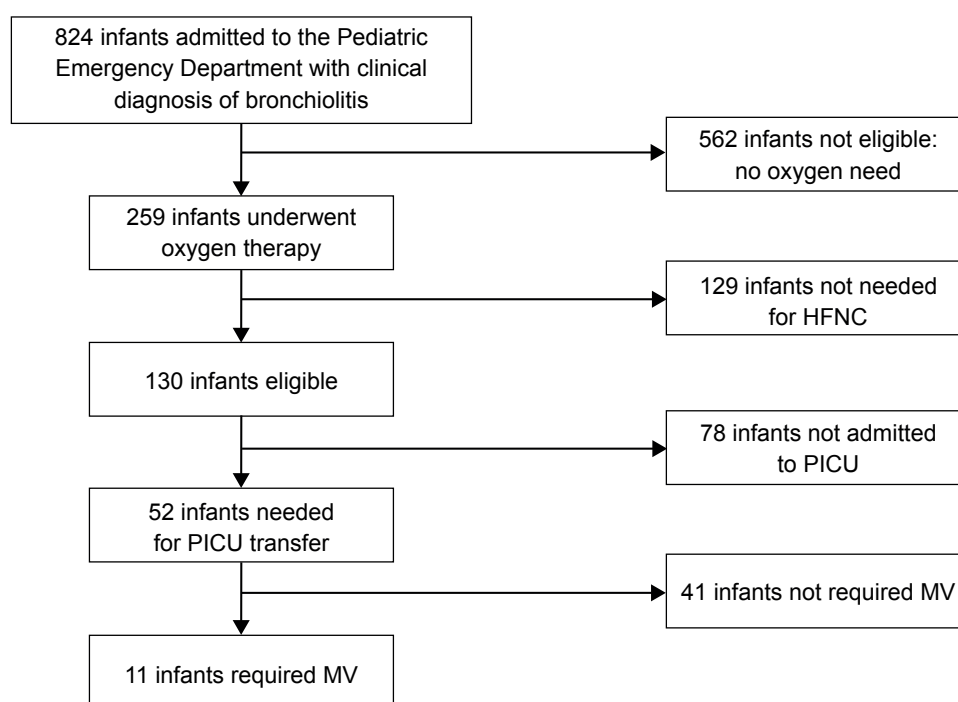 824 infants admitted to the Pediatric
Emergency Department with clinical
diagnosis of bronchiolitis
562 infants not eligible:
no oxygen need
259 infants underwent
oxygen therapy
129 infants not needed
for HFNC
130 infants eligible
78 infants not admitted
to PICU
52 infants needed
for PICU transfer
41 infants not required MV
11 infants required MV